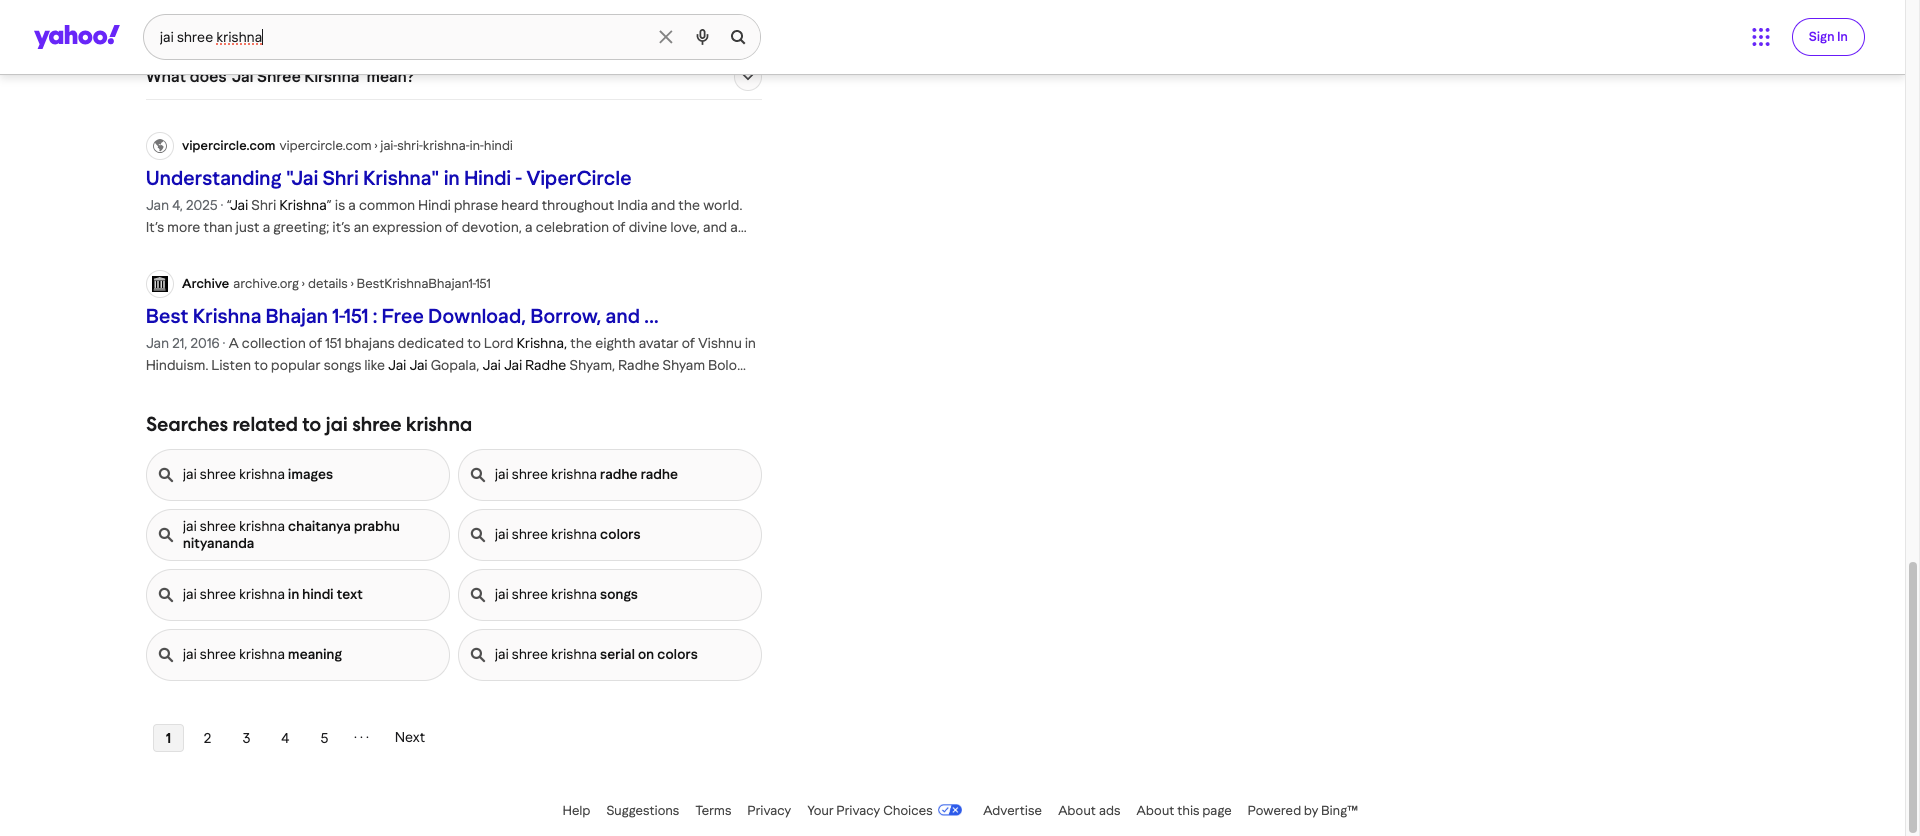 yahoo!
jai shree krishna
Sign In
What does 'Jai Shree Kirshna' mean?
vipercircle.com vipercircle.com › jai-shri-krishna-in-hindi
Understanding "Jai Shri Krishna" in Hindi - ViperCircle
Jan 4, 2025 · “Jai Shri Krishna” is a common Hindi phrase heard throughout India and the world.
It’s more than just a greeting; it’s an expression of devotion, a celebration of divine love, and a...
Archive archive.org › details › BestKrishnaBhajan1-151
Best Krishna Bhajan 1-151 : Free Download, Borrow, and ...
Jan 21, 2016 · A collection of 151 bhajans dedicated to Lord Krishna, the eighth avatar of Vishnu in
Hinduism. Listen to popular songs like Jai Jai Gopala, Jai Jai Radhe Shyam, Radhe Shyam Bolo...
Searches related to jai shree krishna
jai shree krishna images
jai shree krishna radhe radhe
jai shree krishna chaitanya prabhu
nityananda
jai shree krishna colors
jai shree krishna in hindi text
jai shree krishna songs
jai shree krishna meaning
jai shree krishna serial on colors
1 2 3 4 5 ··· Next
Help Suggestions Terms Privacy Your Privacy Choices Advertise About ads About this page Powered by Bing™